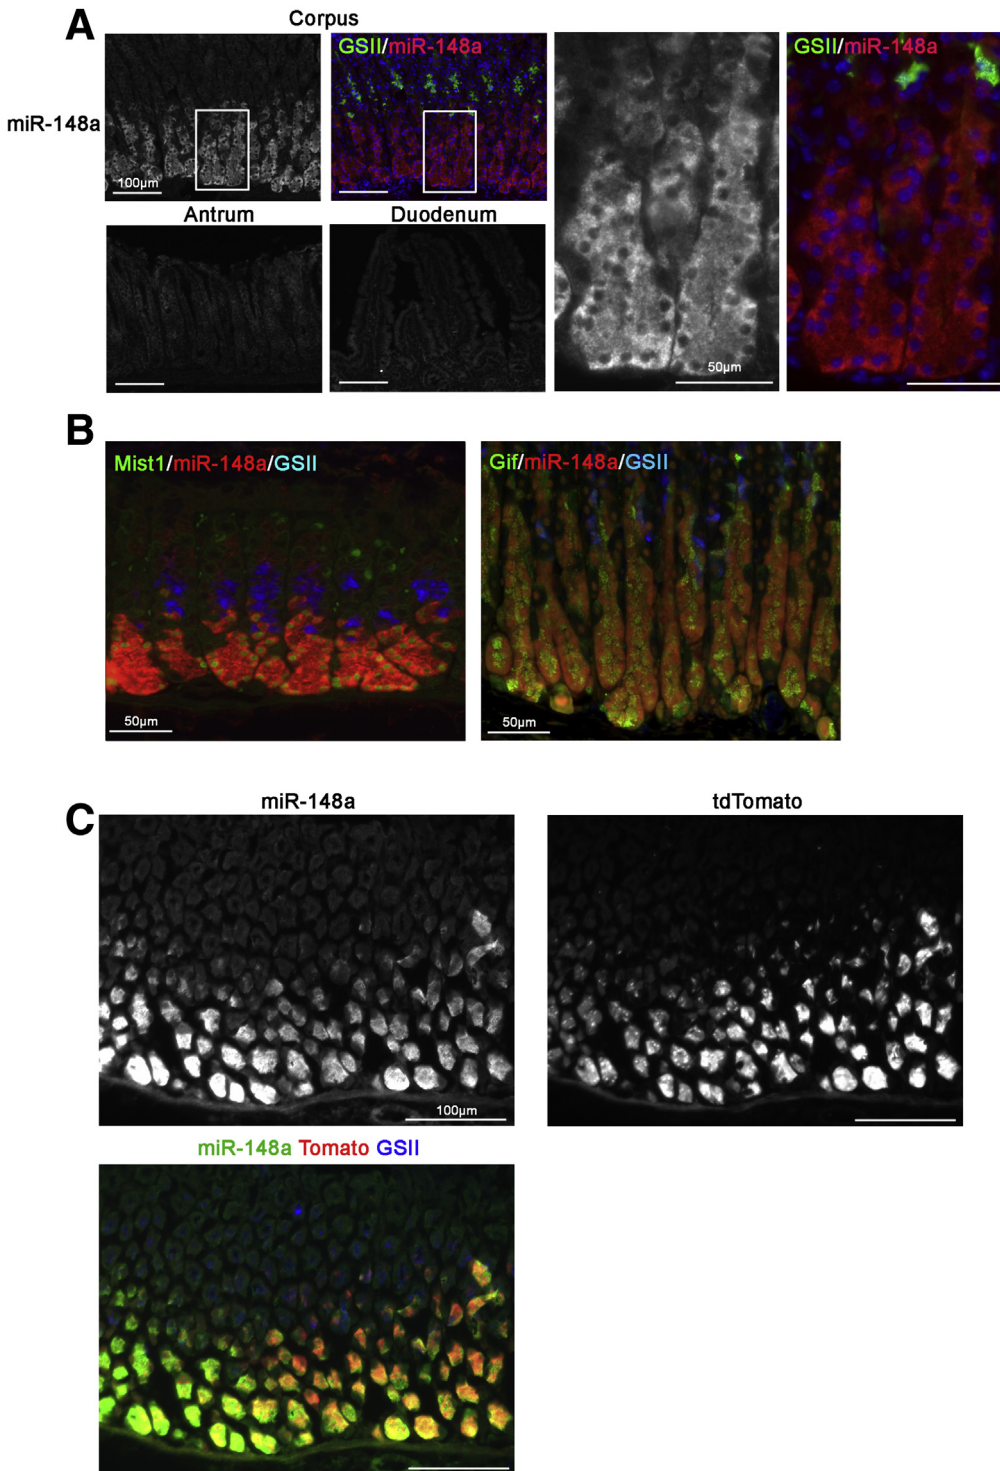 A
Corpus
GSII/miR-148a
GSII/miR-148a
miR-148a
100µm
Antrum
Duodenum
50µm
B
Mist1/miR-148a/GSII
Gif/miR-148a/GSII
50µm
50µm
C
miR-148a
tdTomato
100µm
miR-148a Tomato GSII